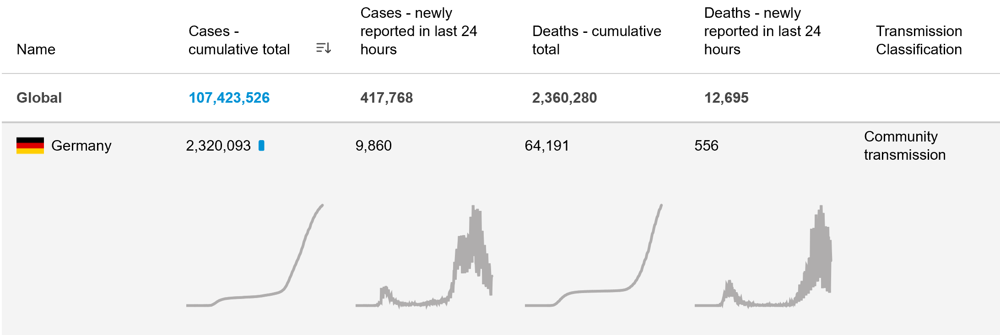 Name
Cases -
cumulative total
Cases - newly
reported in last 24
hours
Deaths - cumulative
total
Deaths - newly
reported in last 24
hours
Transmission
Classification
Global 107,423,526 417,768 2,360,280 12,695
Germany 2,320,093 9,860 64,191 556
Community
transmission